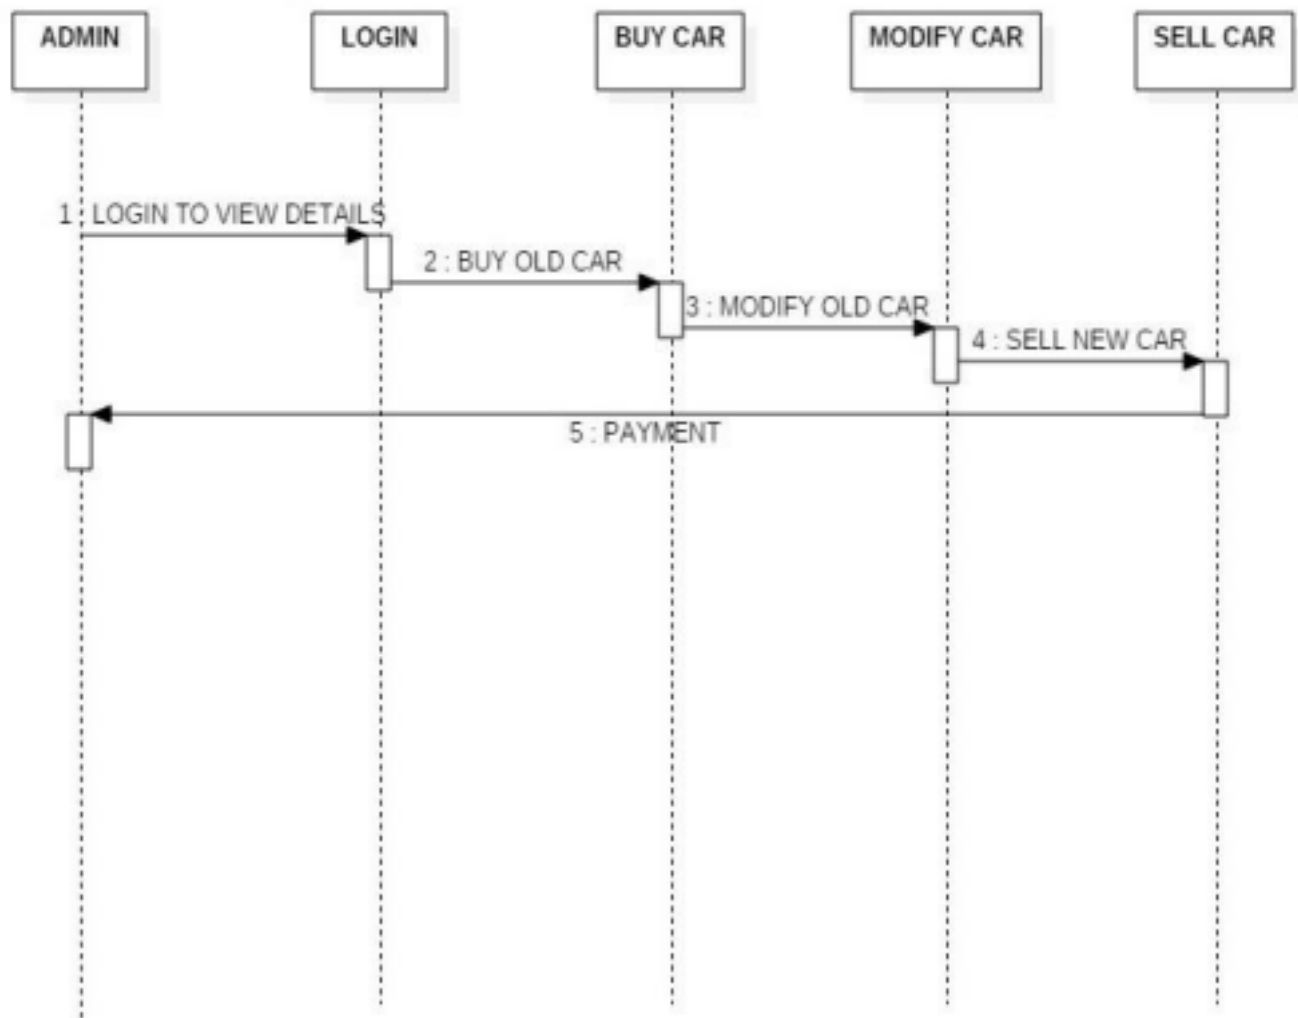 ADMIN
LOGIN
BUY CAR
MODIFY CAR
SELL CAR
1 : LOGIN TO VIEW DETAILS
2 : BUY OLD CAR
3 : MODIFY OLD CAR
4 : SELL NEW CAR
5 : PAYMENT